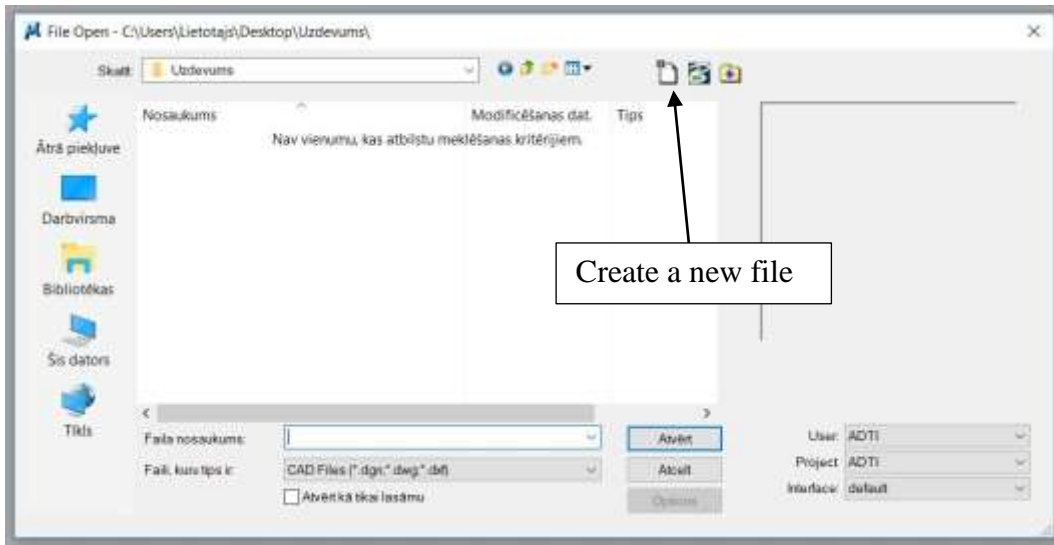 File Open - C:\Users\Lietotajs\Desktop\Uzdevums\
Skatīt: Uzdevums
Nosaukums Modificēšanas dat. Tips
Nav vienumu, kas atbilstu meklēšanas kritērijiem.
Ātrā piekļuve
Darbvirsma
Bibliotēkas
Šis dators
Tīkls
Create a new file
Faila nosaukums: Atvērt
Faili, kuru tips ir: CAD Files (*.dgn;*.dwg;*.dxf) Atcelt
Atvērt kā tikai lasāmu Options
User: ADTI
Project: ADTI
Interface: default